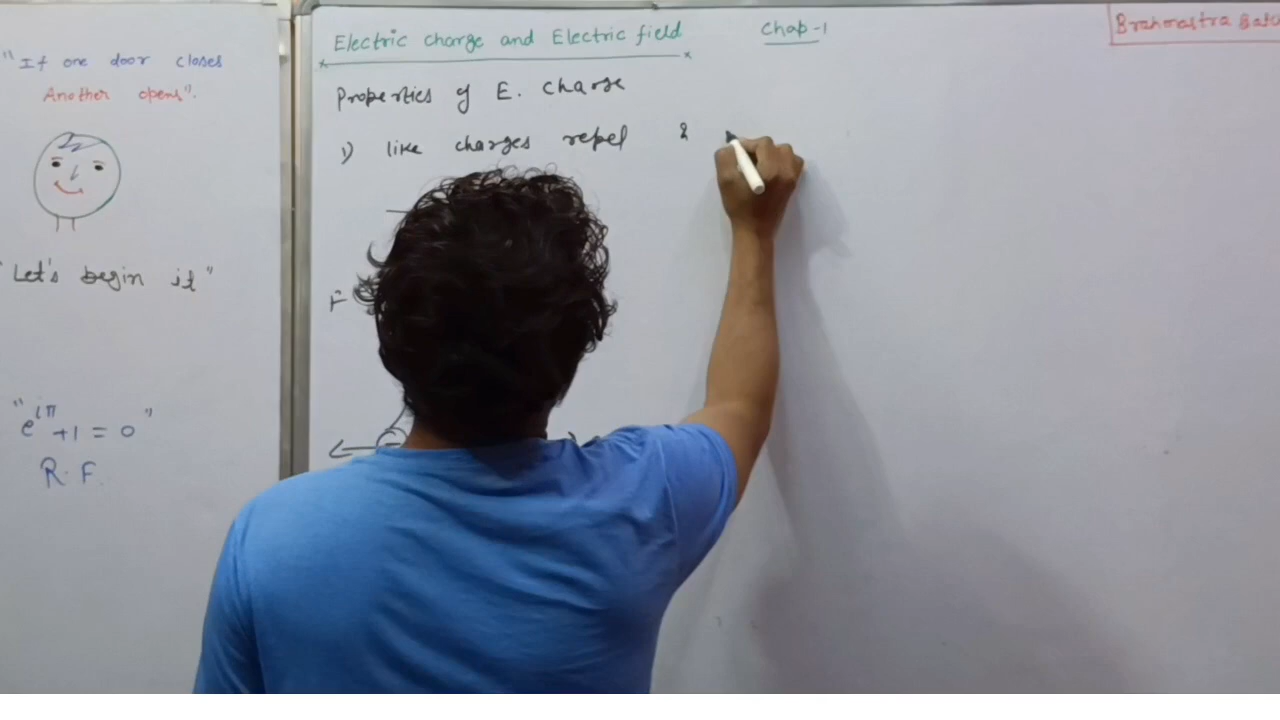 "If one door closes
Another opens".
"Let's begin it"
"e^iπ +1 = 0"
R. F.
Electric charge and Electric field
Chap-1
Brahmastra Batc
Properties of E. Charge
1) like charges repel &
F